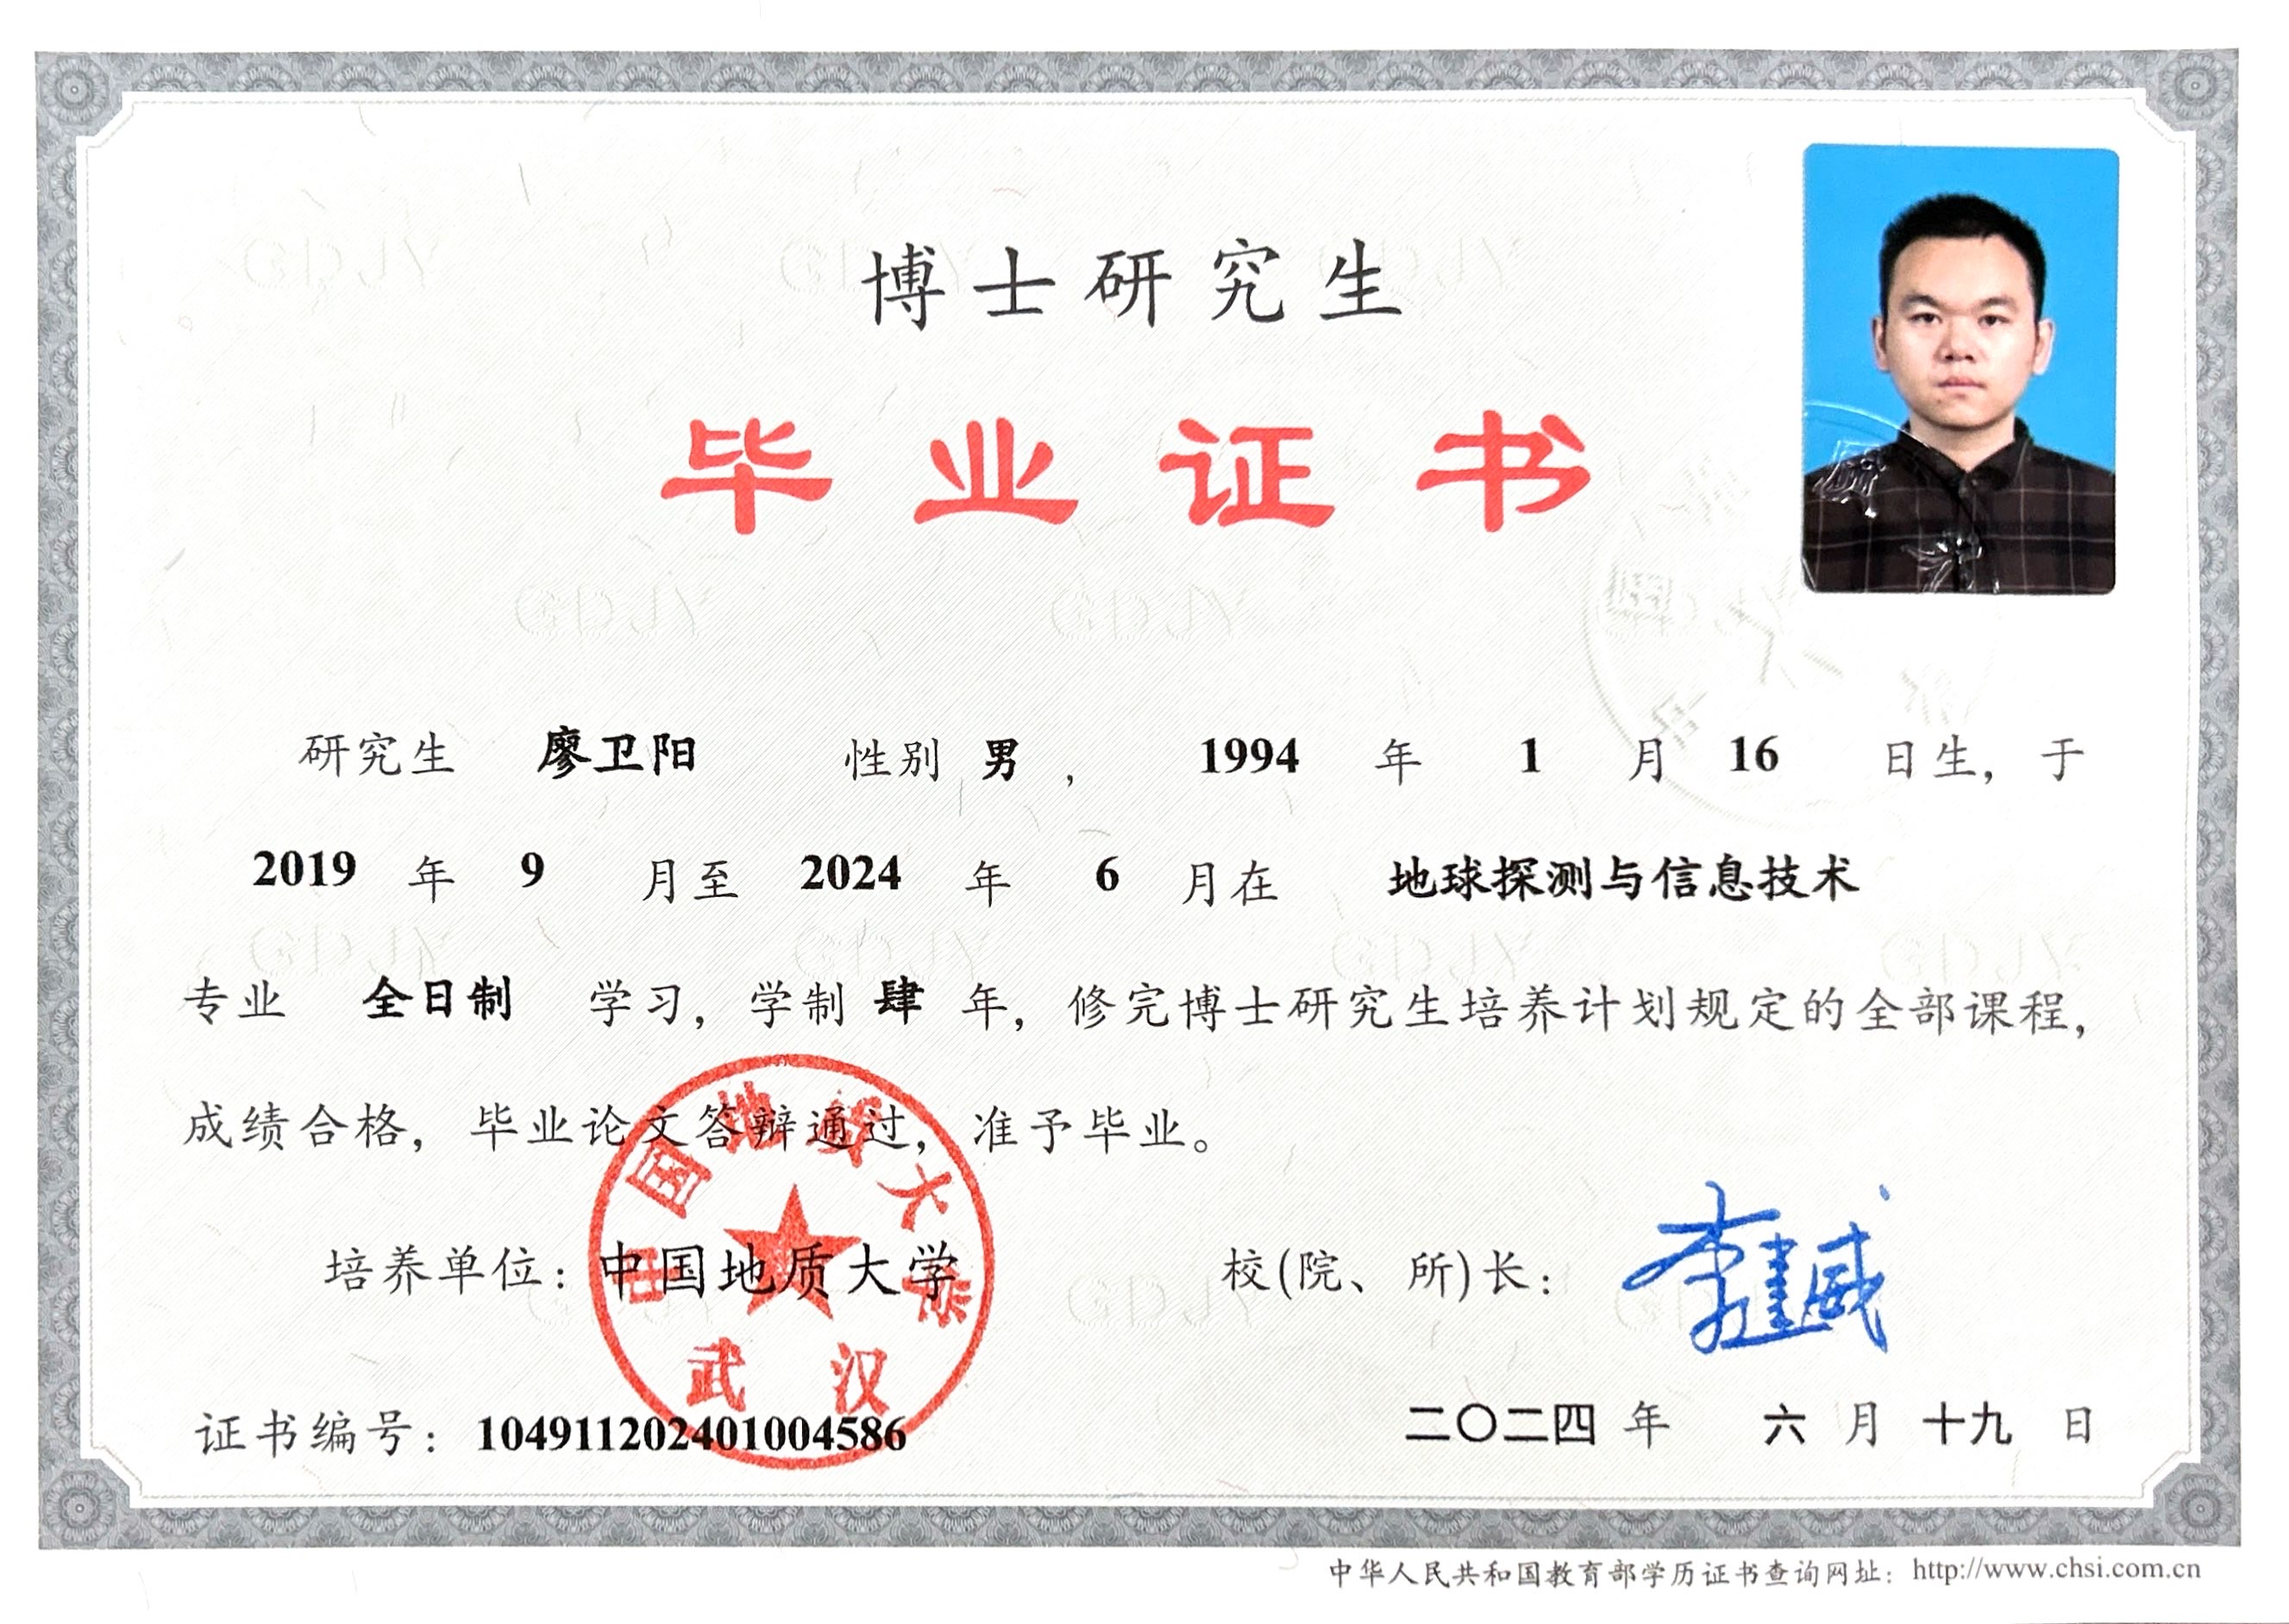 博士研究生
毕业证书
研究生 廖卫阳 性别 男， 1994 年 1 月 16 日生，于
2019 年 9 月至 2024 年 6 月在 地球探测与信息技术
专业 全日制 学习，学制 肆 年，修完博士研究生培养计划规定的全部课程，
成绩合格，毕业论文答辩通过，准予毕业。
培养单位：中国地质大学 校(院、所)长：李建威
中国地质大学
武汉
证书编号：104911202401004586 二〇二四 年 六 月 十九 日
中华人民共和国教育部学历证书查询网址：http://www.chsi.com.cn